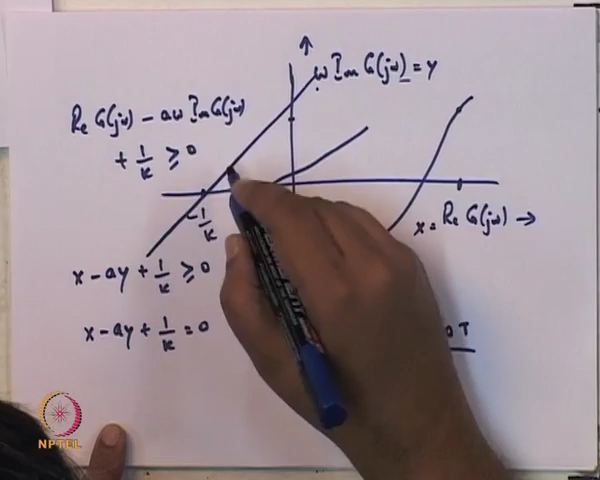 ω Im G(jω) = y
Re G(jω) - aω Im G(jω)
+ 1/K ≥ 0
-1/K
x = Re G(jω) →
x - ay + 1/K ≥ 0
x - ay + 1/K = 0
OT
NPTEL